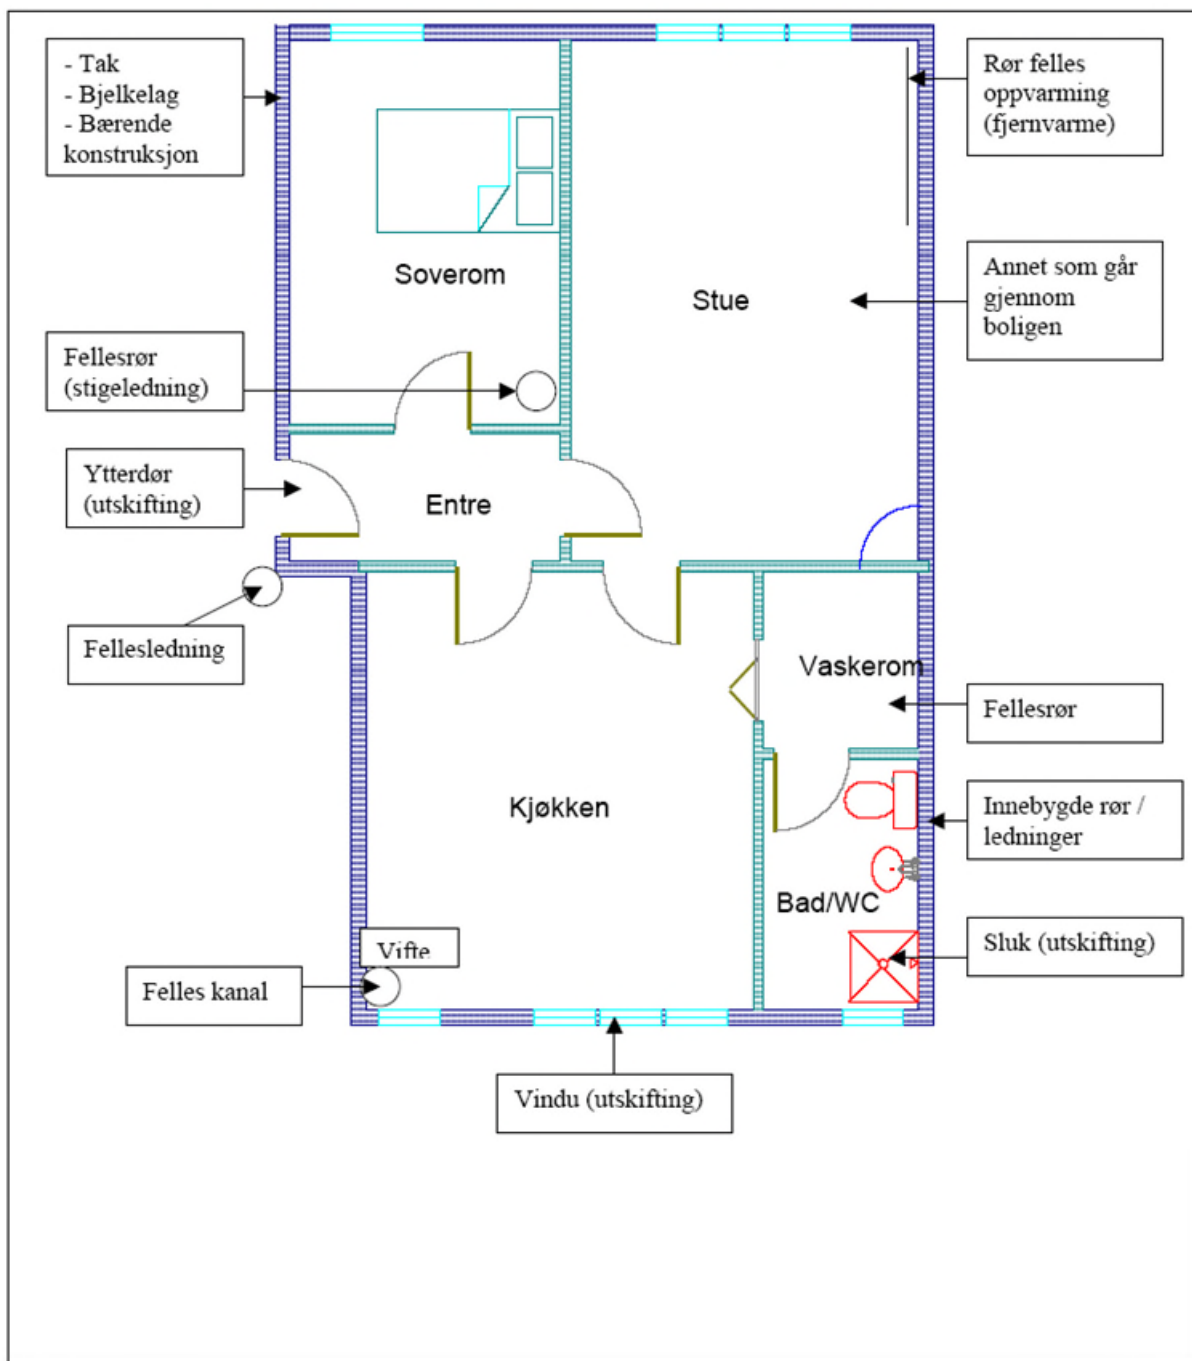 - Tak
- Bjelkelag
- Bærende
konstruksjon
Rør felles
oppvarming
(fjernvarme)
Soverom
Stue
Annet som går
gjennom
boligen
Fellesrør
(stigeledning)
Ytterdør
(utskifting)
Entre
Fellesledning
Vaskerom
Fellesrør
Kjøkken
Innebygde rør /
ledninger
Bad/WC
Vifte
Sluk (utskifting)
Felles kanal
Vindu (utskifting)